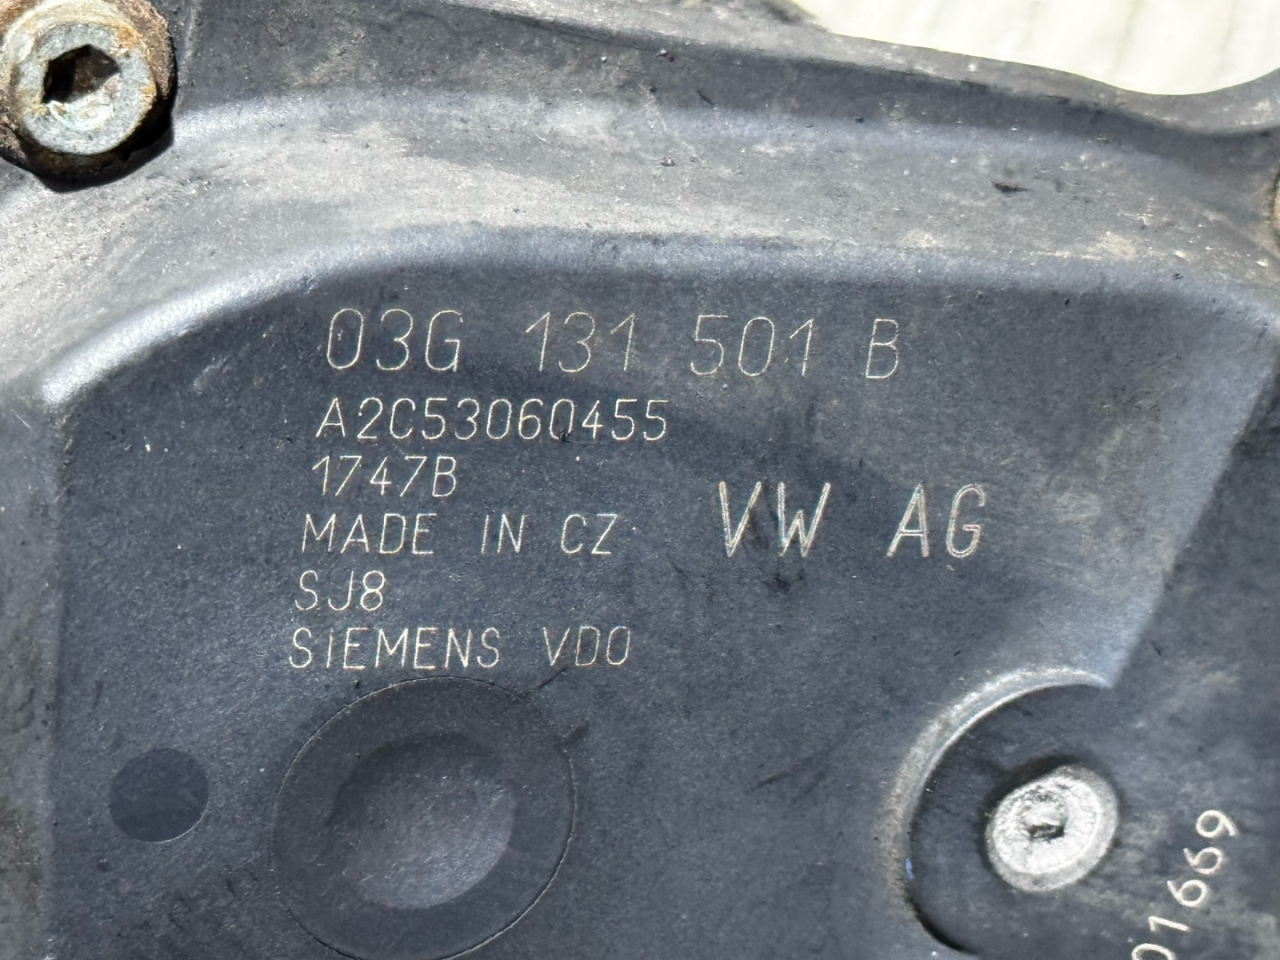 03G 131 501 B
A2C53060455
1747B
MADE IN CZ
VW AG
SJ8
SIEMENS VDO
01669